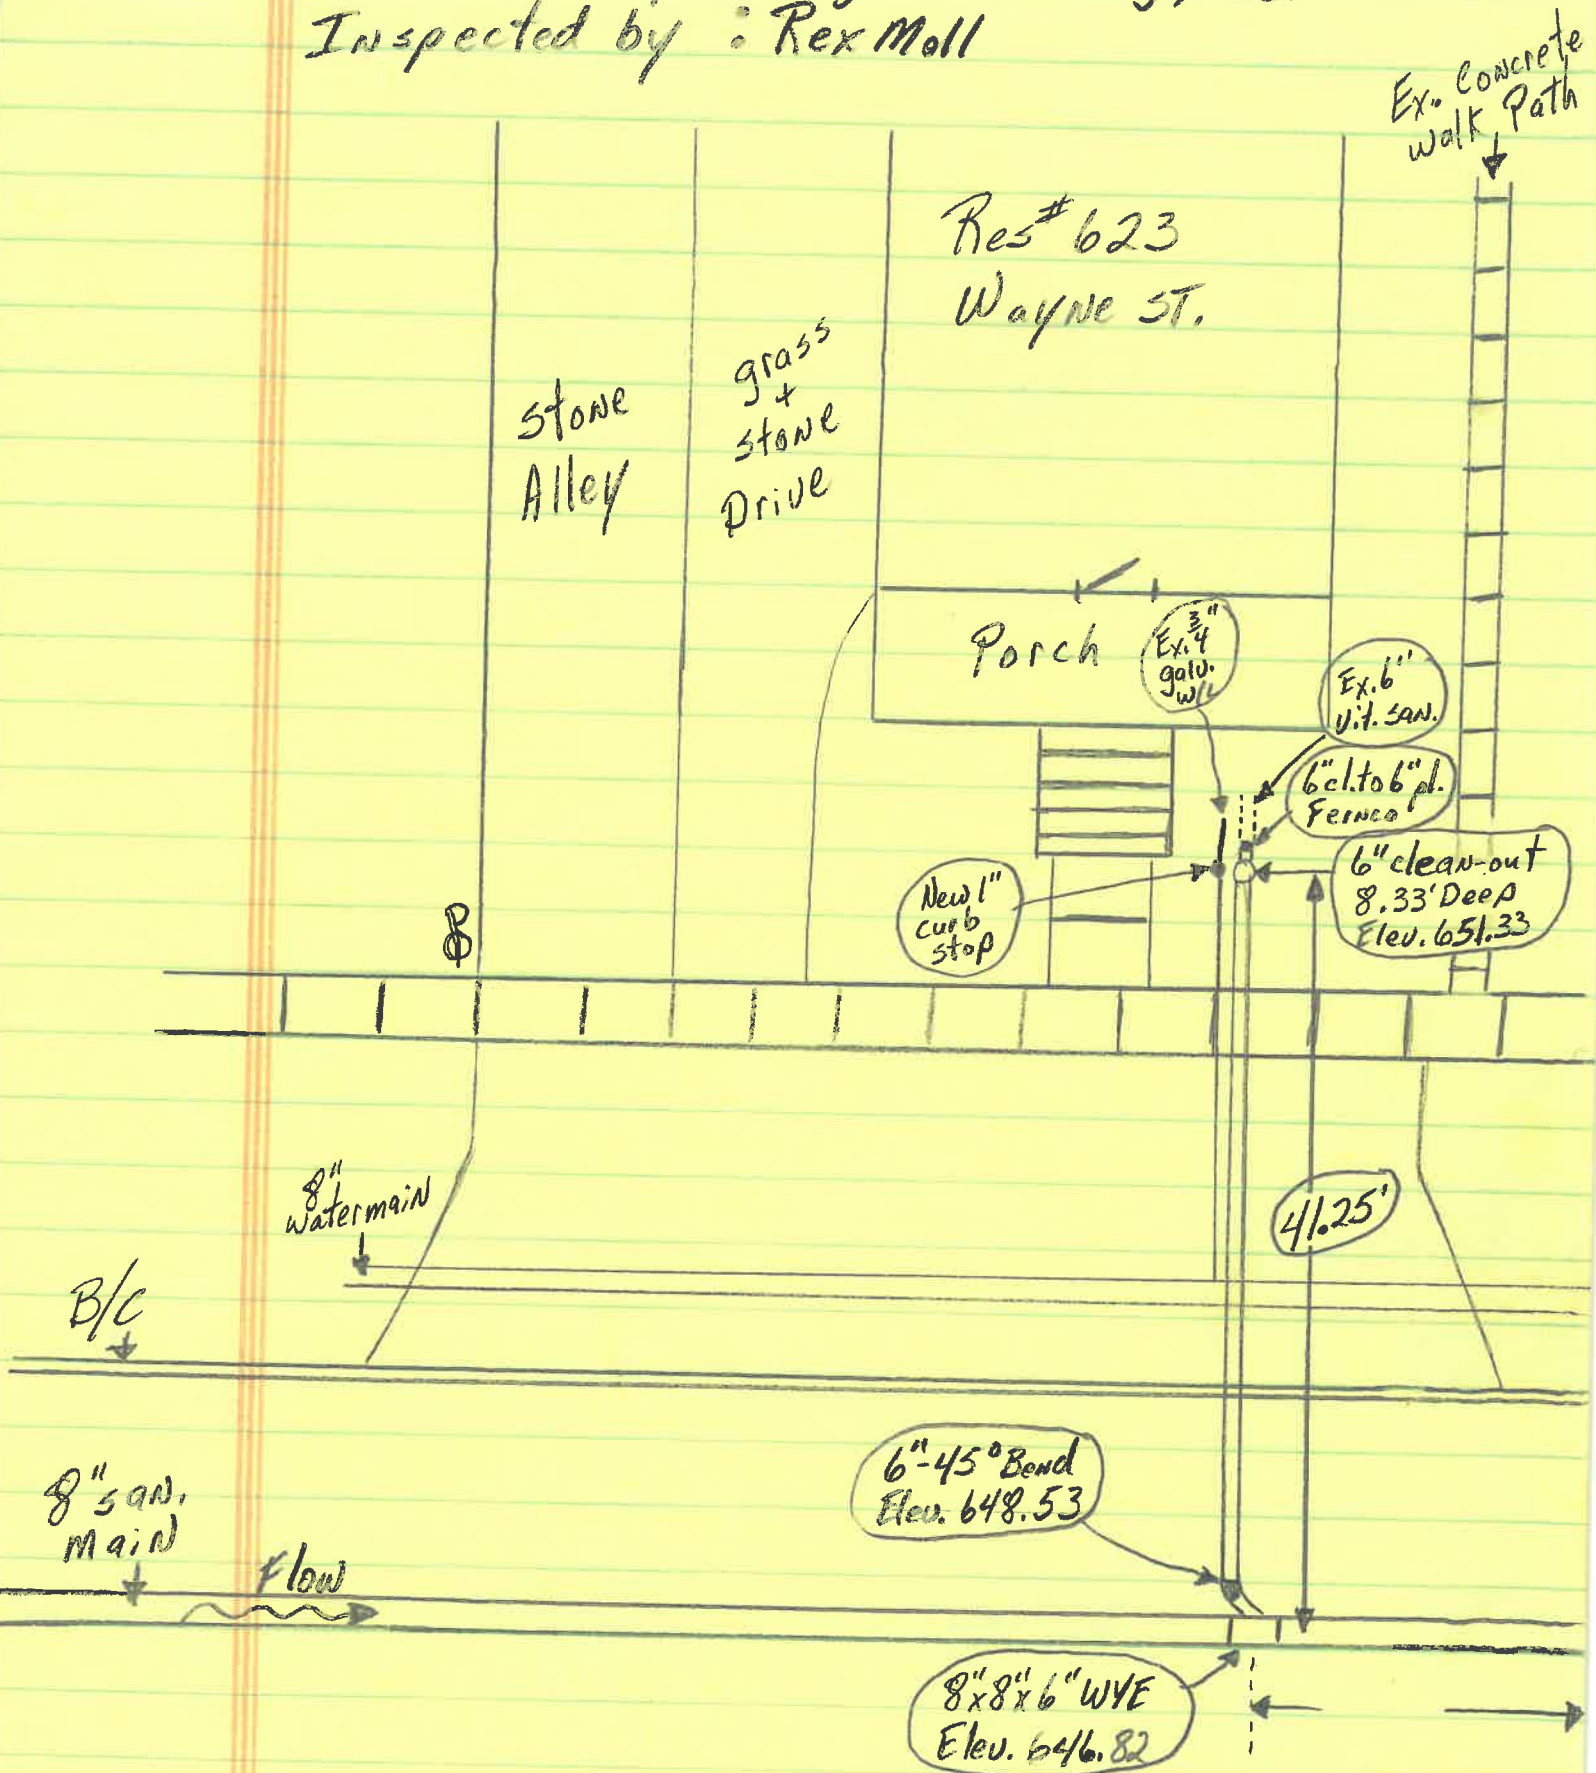 Inspected by : Rex Moll
Ex. Concrete
walk Path
Res# 623
Wayne ST.
stone
Alley
grass
+
stone
Drive
Porch
Ex. 3/4"
galv.
w/L
Ex. 6"
vit. san.
6" cl. to 6" pl.
Fernco
6" clean-out
8.33' Deep
Elev. 651.33
New 1"
curb
stop
8"
watermain
41.25'
B/C
6"-45° Bend
Elev. 648.53
8" san.
main
Flow
8"x8"x6" WYE
Elev. 646.82